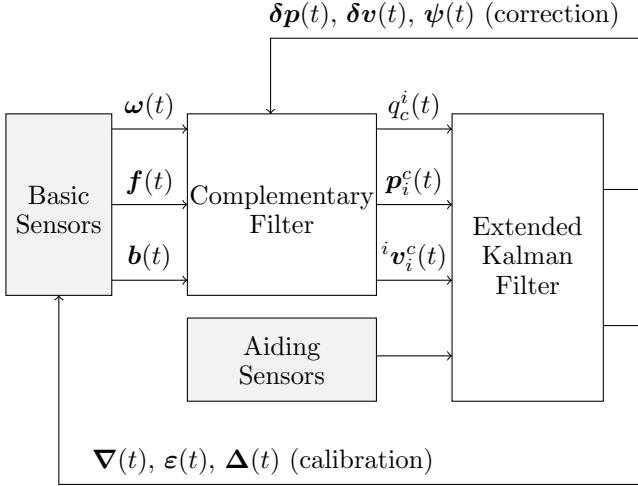 δp(t), δv(t), ψ(t) (correction)
ω(t)
f(t)
b(t)
Basic
Sensors
Complementary
Filter
q_c^i(t)
p_i^c(t)
^i v_i^c(t)
Extended
Kalman
Filter
Aiding
Sensors
∇(t), ε(t), Δ(t) (calibration)